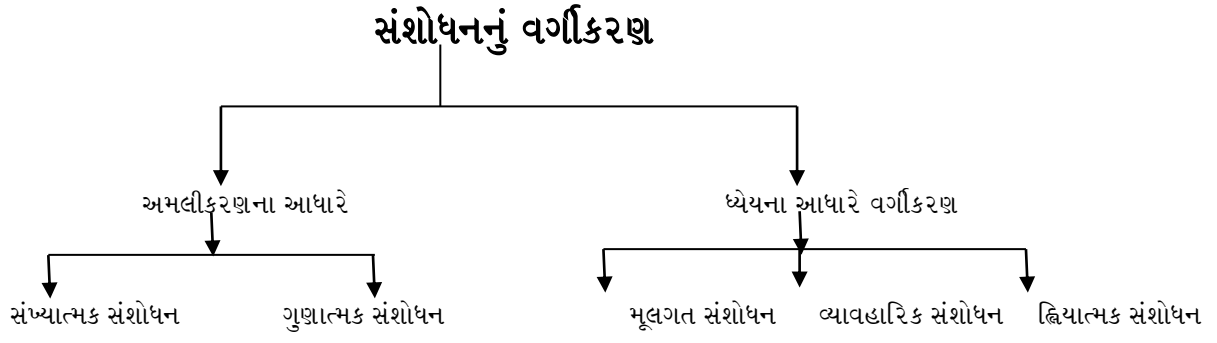 સંશોધનનું વર્ગીકરણ
અમલીકરણના આધારે
ધ્યેયના આધારે વર્ગીકરણ
સંખ્યાત્મક સંશોધન
ગુણાત્મક સંશોધન
મૂલગત સંશોધન
વ્યાવહારિક સંશોધન
હ્લિયાત્મક સંશોધન